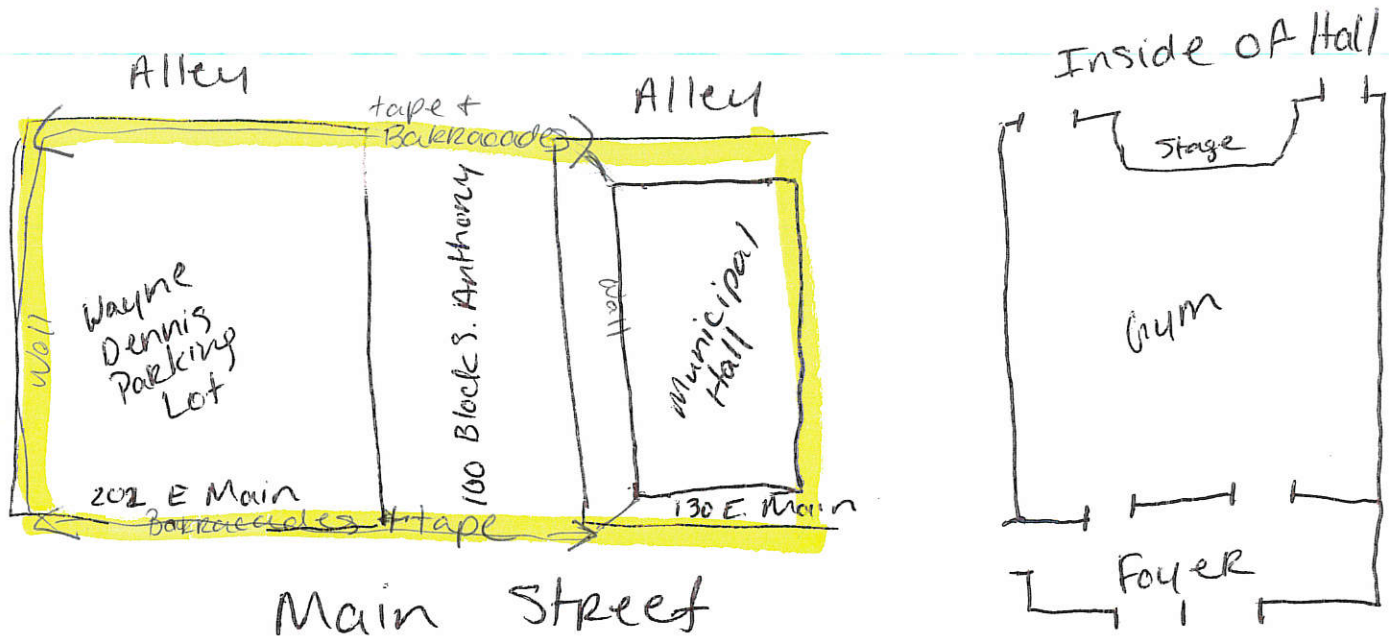 Alley
tape +
Barracades
Alley
Wall
Wayne
Dennis
Parking
Lot
100 Block S. Anthony
Wall
Municipal
Hall
202 E Main
130 E. Main
Barracades + tape
Main Street
Inside of Hall
Stage
Gym
Foyer